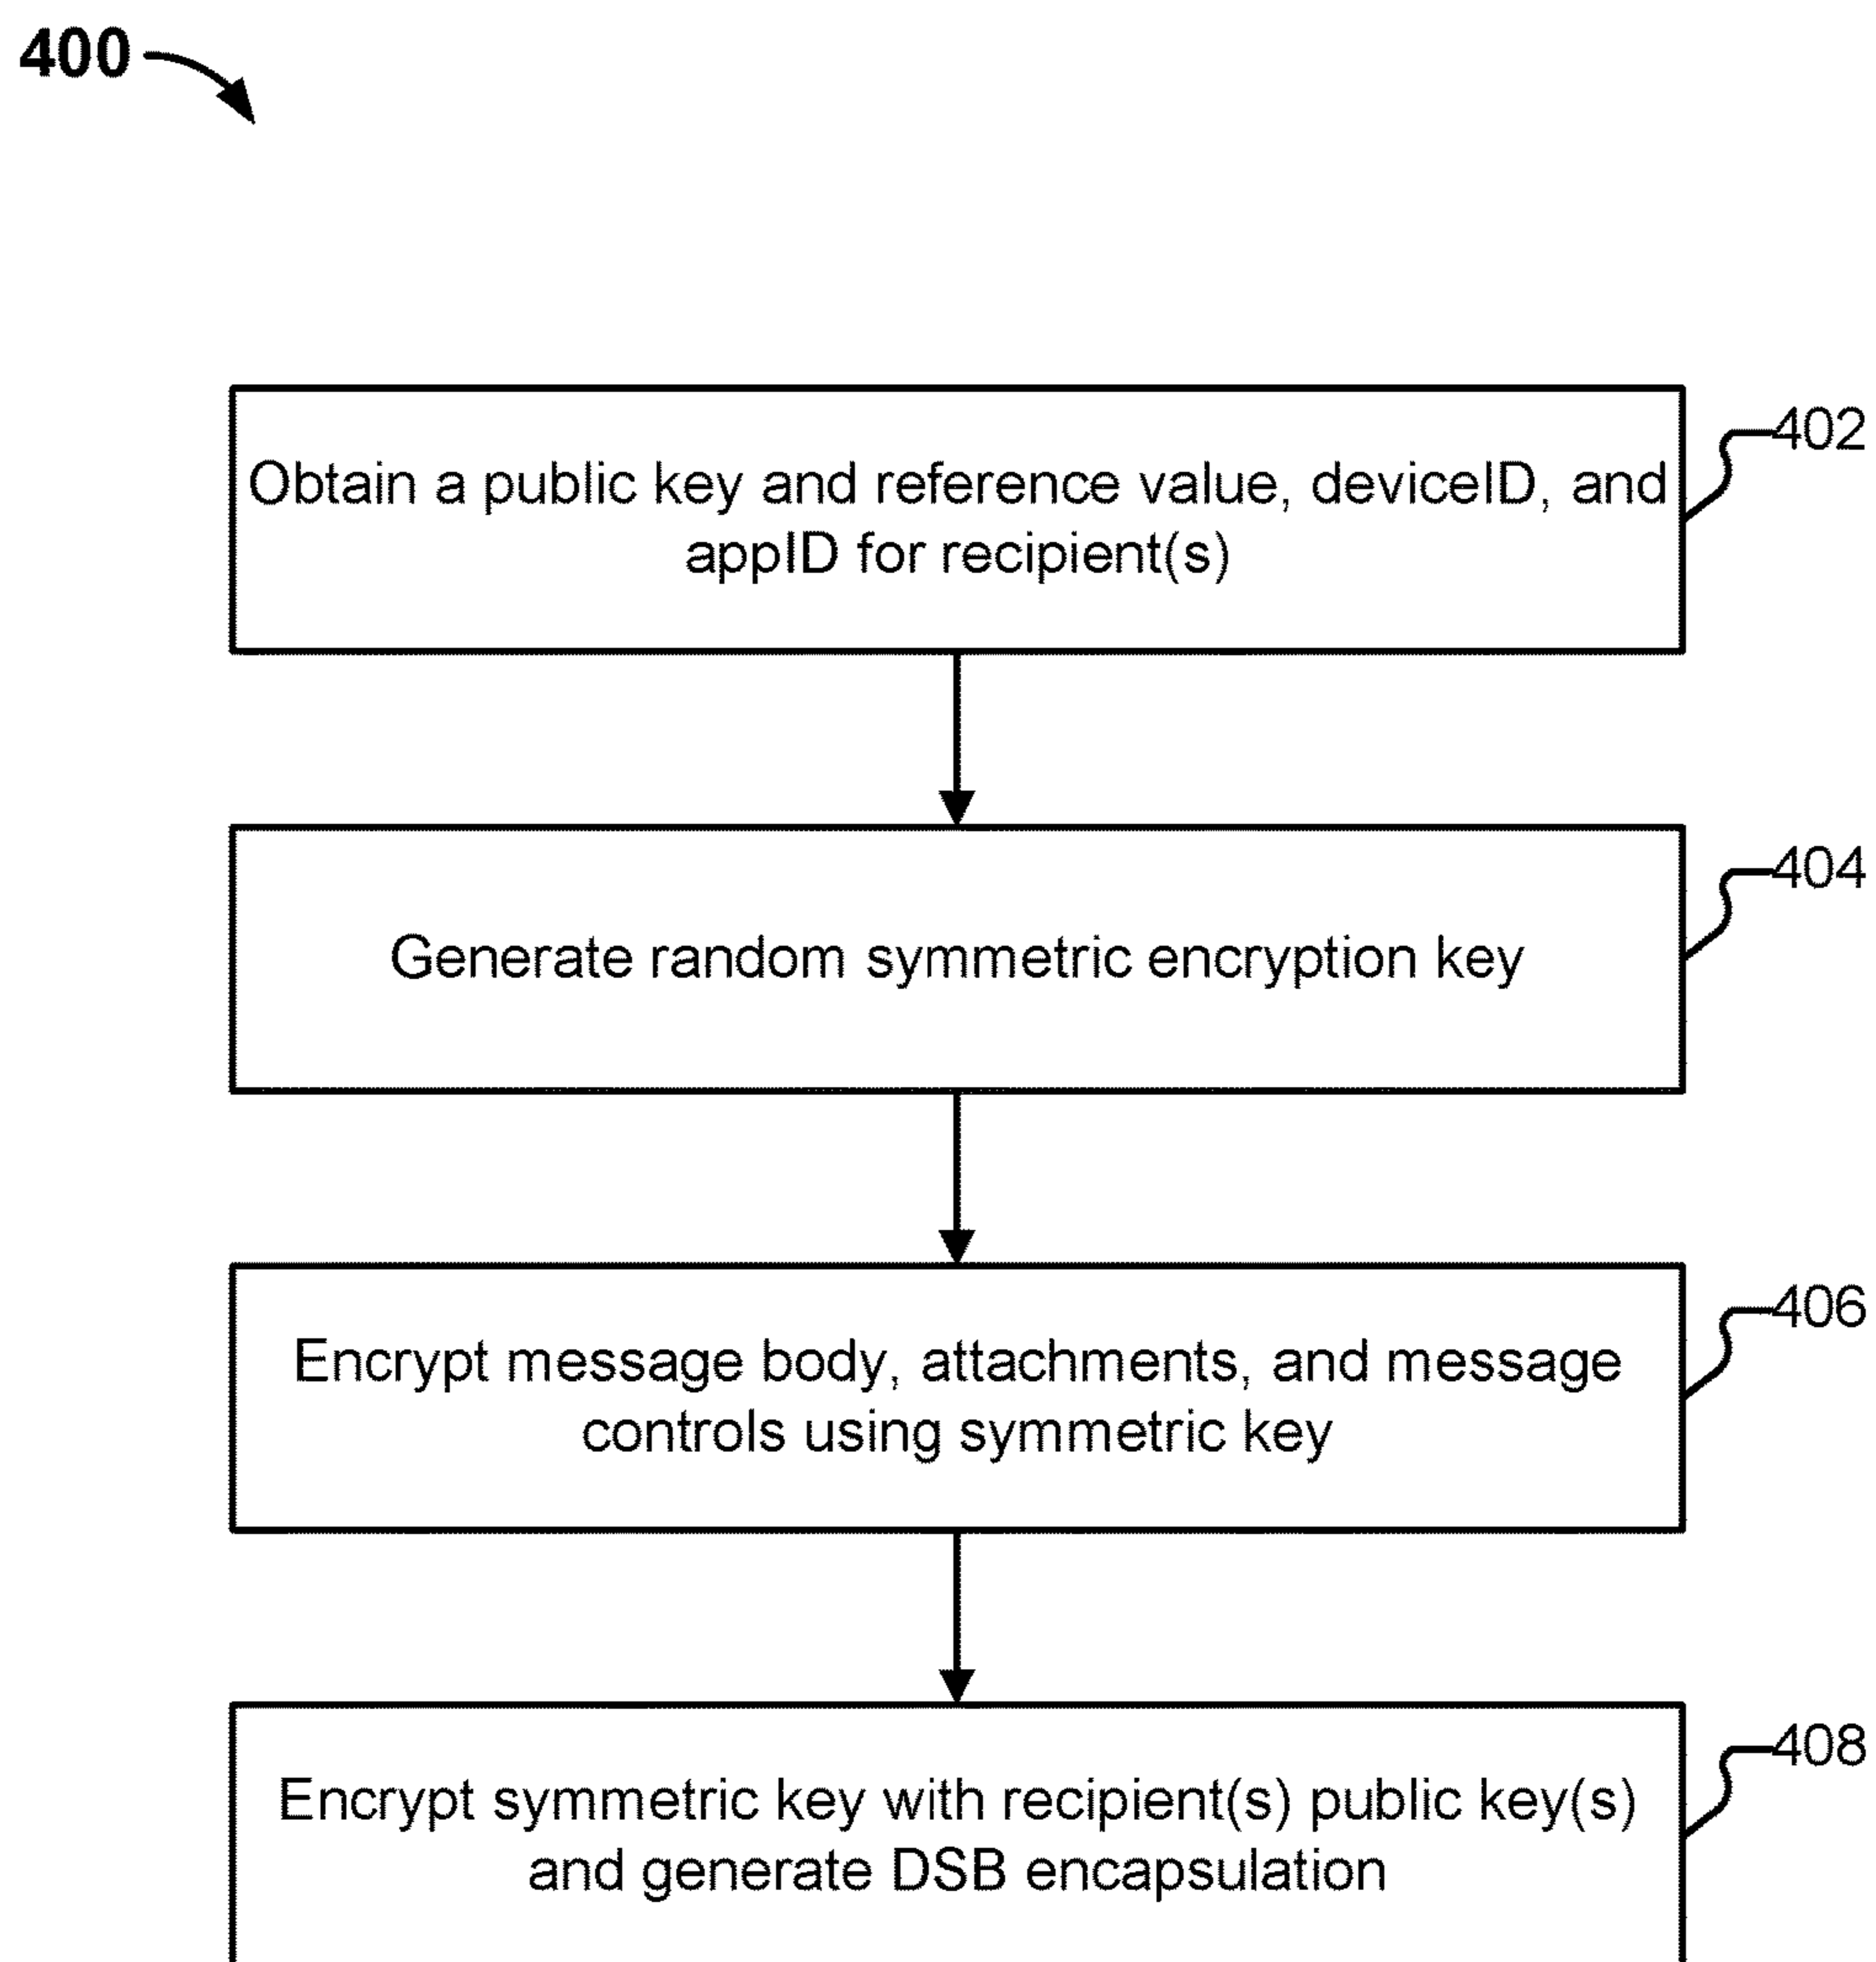 400
402
Obtain a public key and reference value, deviceID, and
appID for recipient(s)
404
Generate random symmetric encryption key
406
Encrypt message body, attachments, and message
controls using symmetric key
408
Encrypt symmetric key with recipient(s) public key(s)
and generate DSB encapsulation